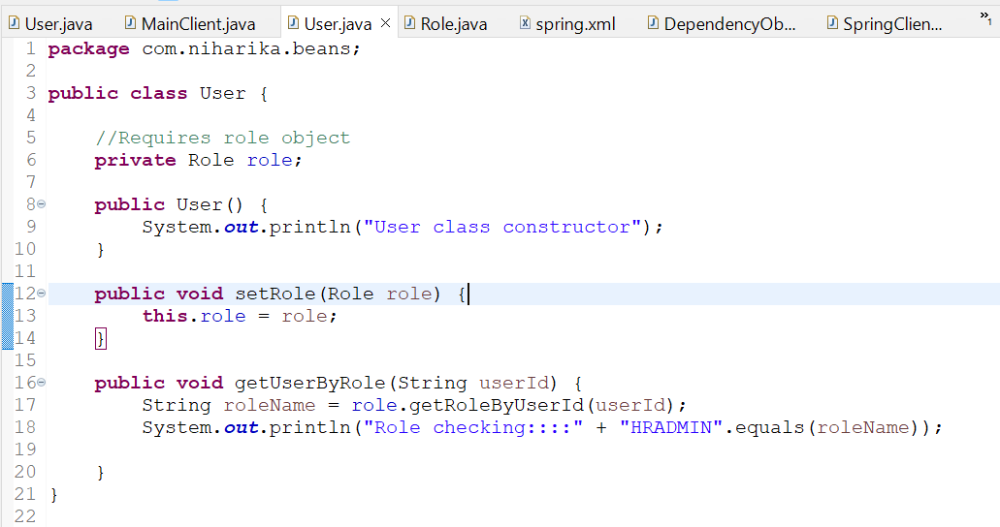 User.java MainClient.java User.java Role.java spring.xml DependencyOb... SpringClien... »1
1 package com.niharika.beans;
2
3 public class User {
4
5     //Requires role object
6     private Role role;
7
8     public User() {
9         System.out.println("User class constructor");
10     }
11
12     public void setRole(Role role) {
13         this.role = role;
14     }
15
16     public void getUserByRole(String userId) {
17         String roleName = role.getRoleByUserId(userId);
18         System.out.println("Role checking::::" + "HRADMIN".equals(roleName));
19
20     }
21 }
22